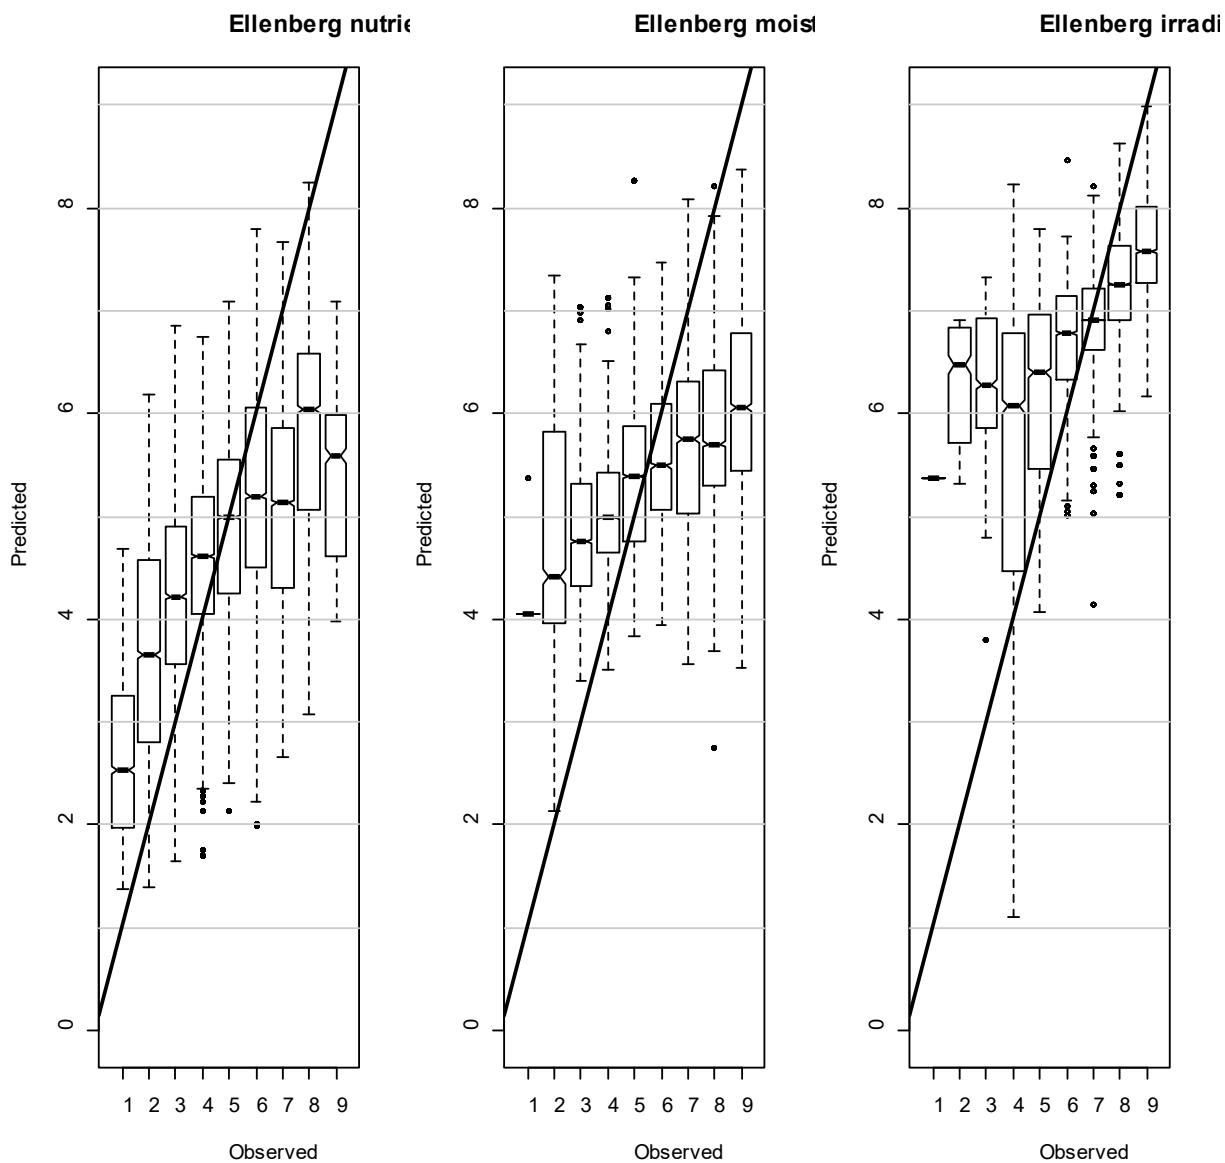 Ellenberg nutrie
Ellenberg moist
Ellenberg irradi
Predicted
0 2 4 6 8
1 2 3 4 5 6 7 8 9
Observed
Predicted
0 2 4 6 8
1 2 3 4 5 6 7 8 9
Observed
Predicted
0 2 4 6 8
1 2 3 4 5 6 7 8 9
Observed